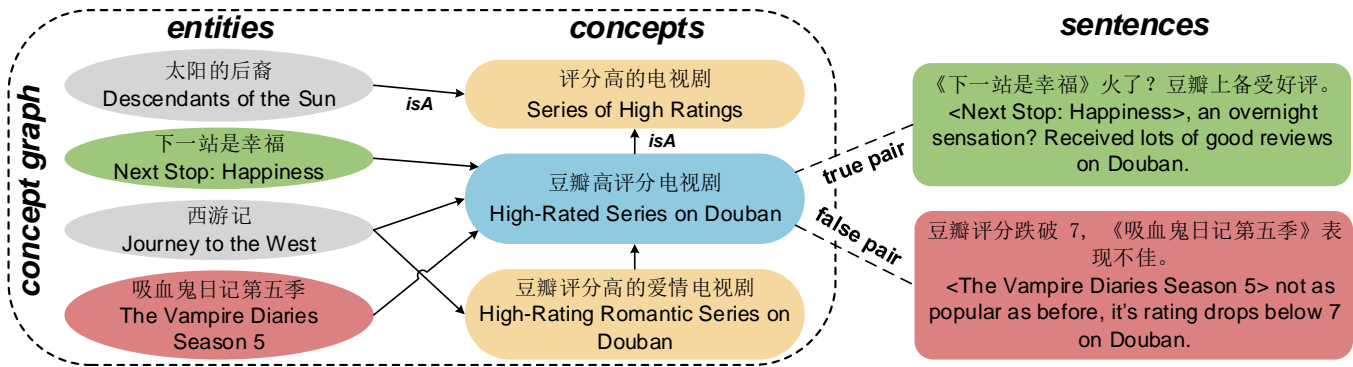 entities
concepts
sentences
concept graph
太阳的后裔
Descendants of the Sun
下一站是幸福
Next Stop: Happiness
西游记
Journey to the West
吸血鬼日记第五季
The Vampire Diaries
Season 5
isA
评分高的电视剧
Series of High Ratings
isA
豆瓣高评分电视剧
High-Rated Series on Douban
豆瓣评分高的爱情电视剧
High-Rating Romantic Series on
Douban
true pair
false pair
《下一站是幸福》火了？豆瓣上备受好评。
<Next Stop: Happiness>, an overnight
sensation? Received lots of good reviews
on Douban.
豆瓣评分跌破 7, 《吸血鬼日记第五季》表
现不佳。
<The Vampire Diaries Season 5> not as
popular as before, it's rating drops below 7
on Douban.